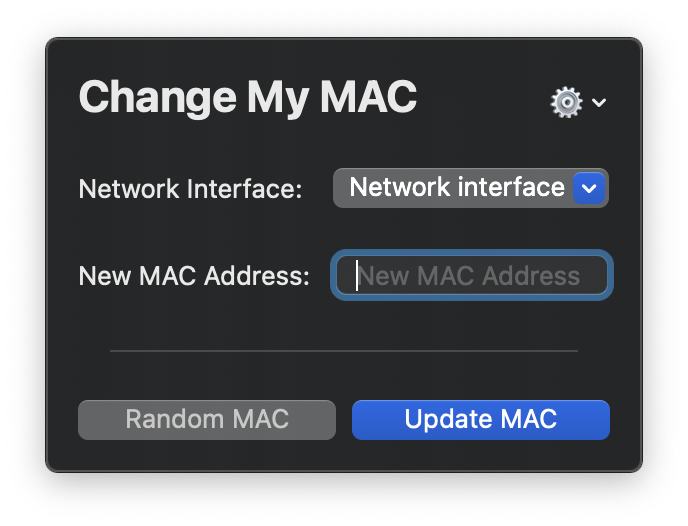 Change My MAC
Network Interface: Network interface
New MAC Address: New MAC Address
Random MAC Update MAC